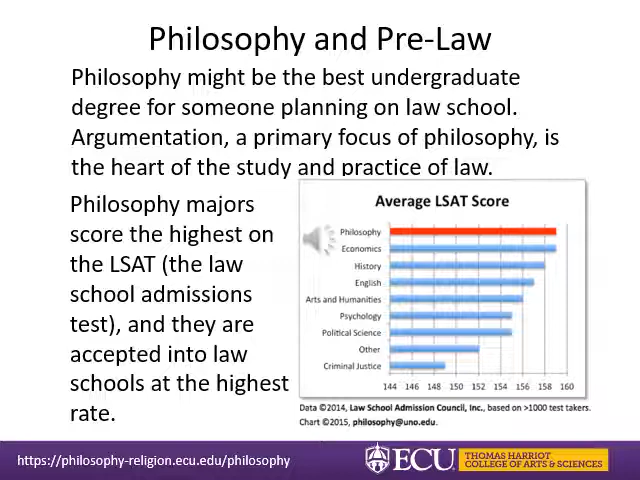 Philosophy and Pre-Law
Philosophy might be the best undergraduate
degree for someone planning on law school.
Argumentation, a primary focus of philosophy, is
the heart of the study and practice of law.
Philosophy majors
score the highest on
the LSAT (the law
school admissions
test), and they are
accepted into law
schools at the highest
rate.
Average LSAT Score
Philosophy
Economics
History
English
Arts and Humanities
Psychology
Political Science
Other
Criminal Justice
144 146 148 150 152 154 156 158 160
Data ©2014, Law School Admission Council, Inc., based on >1000 test takers.
Chart ©2015, philosophy@uno.edu.
https://philosophy-religion.ecu.edu/philosophy
ECU
THOMAS HARRIOT
COLLEGE OF ARTS & SCIENCES